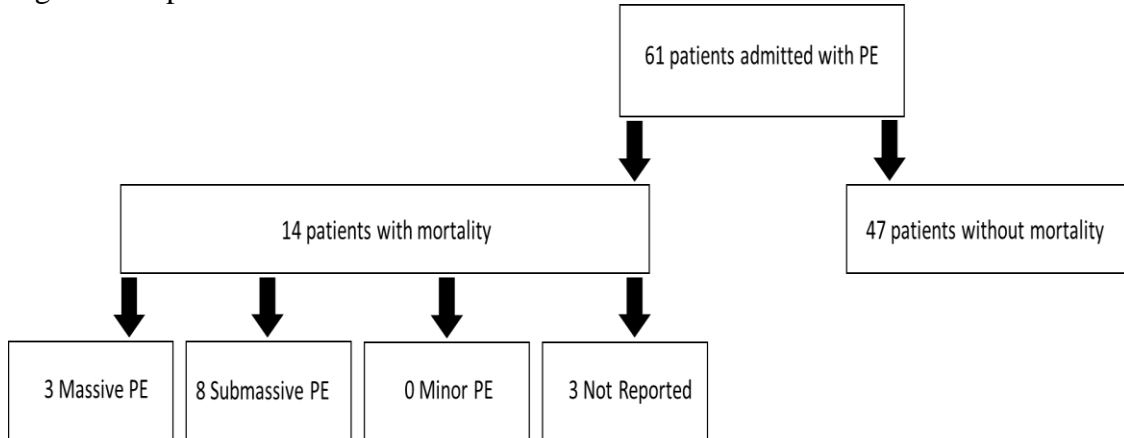 61 patients admitted with PE
14 patients with mortality
47 patients without mortality
3 Massive PE
8 Submassive PE
0 Minor PE
3 Not Reported